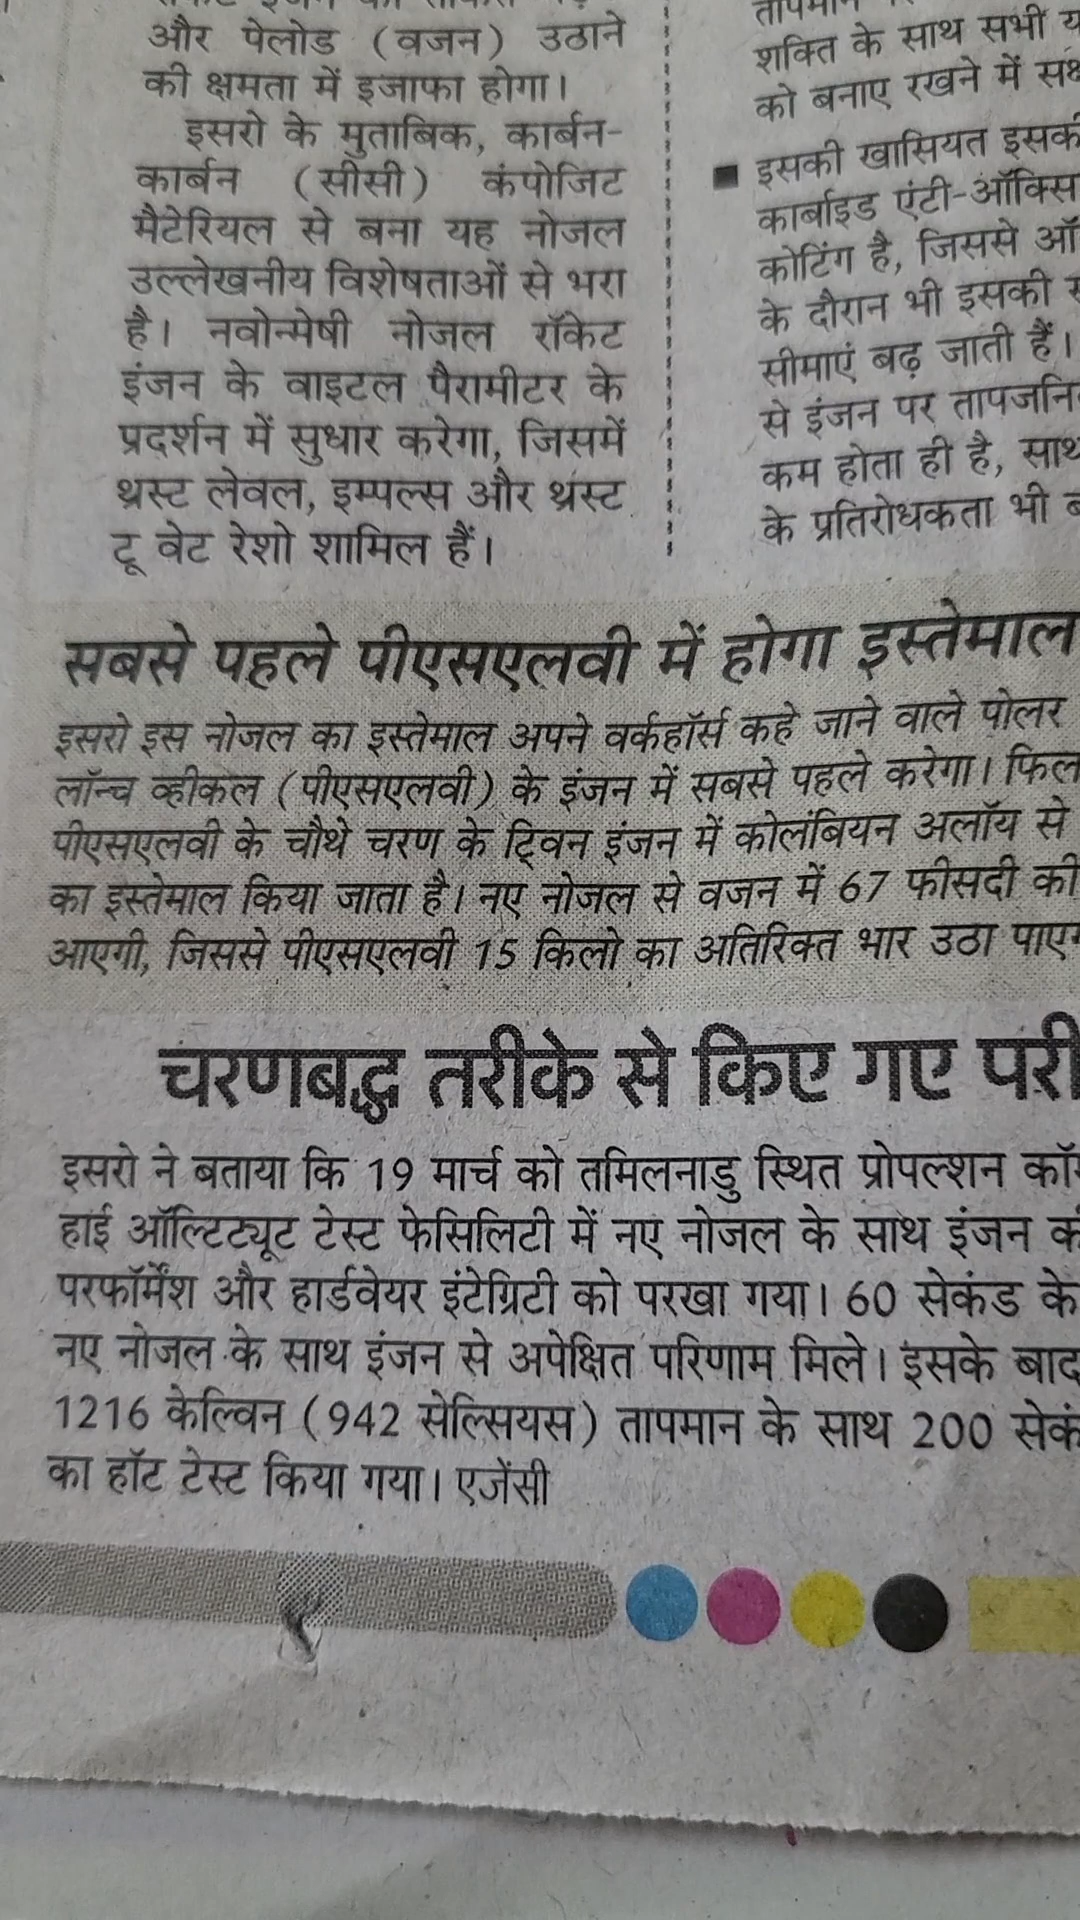 और पेलोड (वजन) उठाने
की क्षमता में इजाफा होगा।
इसरो के मुताबिक, कार्बन-
कार्बन (सीसी) कंपोजिट
मैटेरियल से बना यह नोजल
उल्लेखनीय विशेषताओं से भरा
है। नवोन्मेषी नोजल रॉकेट
इंजन के वाइटल पैरामीटर के
प्रदर्शन में सुधार करेगा, जिसमें
थ्रस्ट लेवल, इम्पल्स और थ्रस्ट
टू वेट रेशो शामिल हैं।
शक्ति के साथ सभी
को बनाए रखने में
■ इसकी खासियत
कार्बाइड एंटी-
कोटिंग है, जिससे
के दौरान भी इसकी
सीमाएं बढ़ जाती हैं।
से इंजन पर
कम होता ही है,
के प्रतिरोधकता भी
सबसे पहले पीएसएलवी में होगा इस्तेमाल
इसरो इस नोजल का इस्तेमाल अपने वर्कहॉर्स कहे जाने वाले पोलर
लॉन्च व्हीकल (पीएसएलवी) के इंजन में सबसे पहले करेगा।
पीएसएलवी के चौथे चरण के ट्विन इंजन में कोलंबियन अलॉय से
का इस्तेमाल किया जाता है। नए नोजल से वजन में 67 फीसदी की
आएगी, जिससे पीएसएलवी 15 किलो का अतिरिक्त भार उठा
चरणबद्ध तरीके से किए गए
इसरो ने बताया कि 19 मार्च को तमिलनाडु स्थित प्रोपल्शन
हाई ऑल्टिट्यूट टेस्ट फेसिलिटी में नए नोजल के साथ इंजन
परफॉर्मेंश और हार्डवेयर इंटेग्रिटी को परखा गया। 60 सेकंड के
नए नोजल के साथ इंजन से अपेक्षित परिणाम मिले। इसके बाद
1216 केल्विन (942 सेल्सियस) तापमान के साथ 200
का हॉट टेस्ट किया गया। एजेंसी